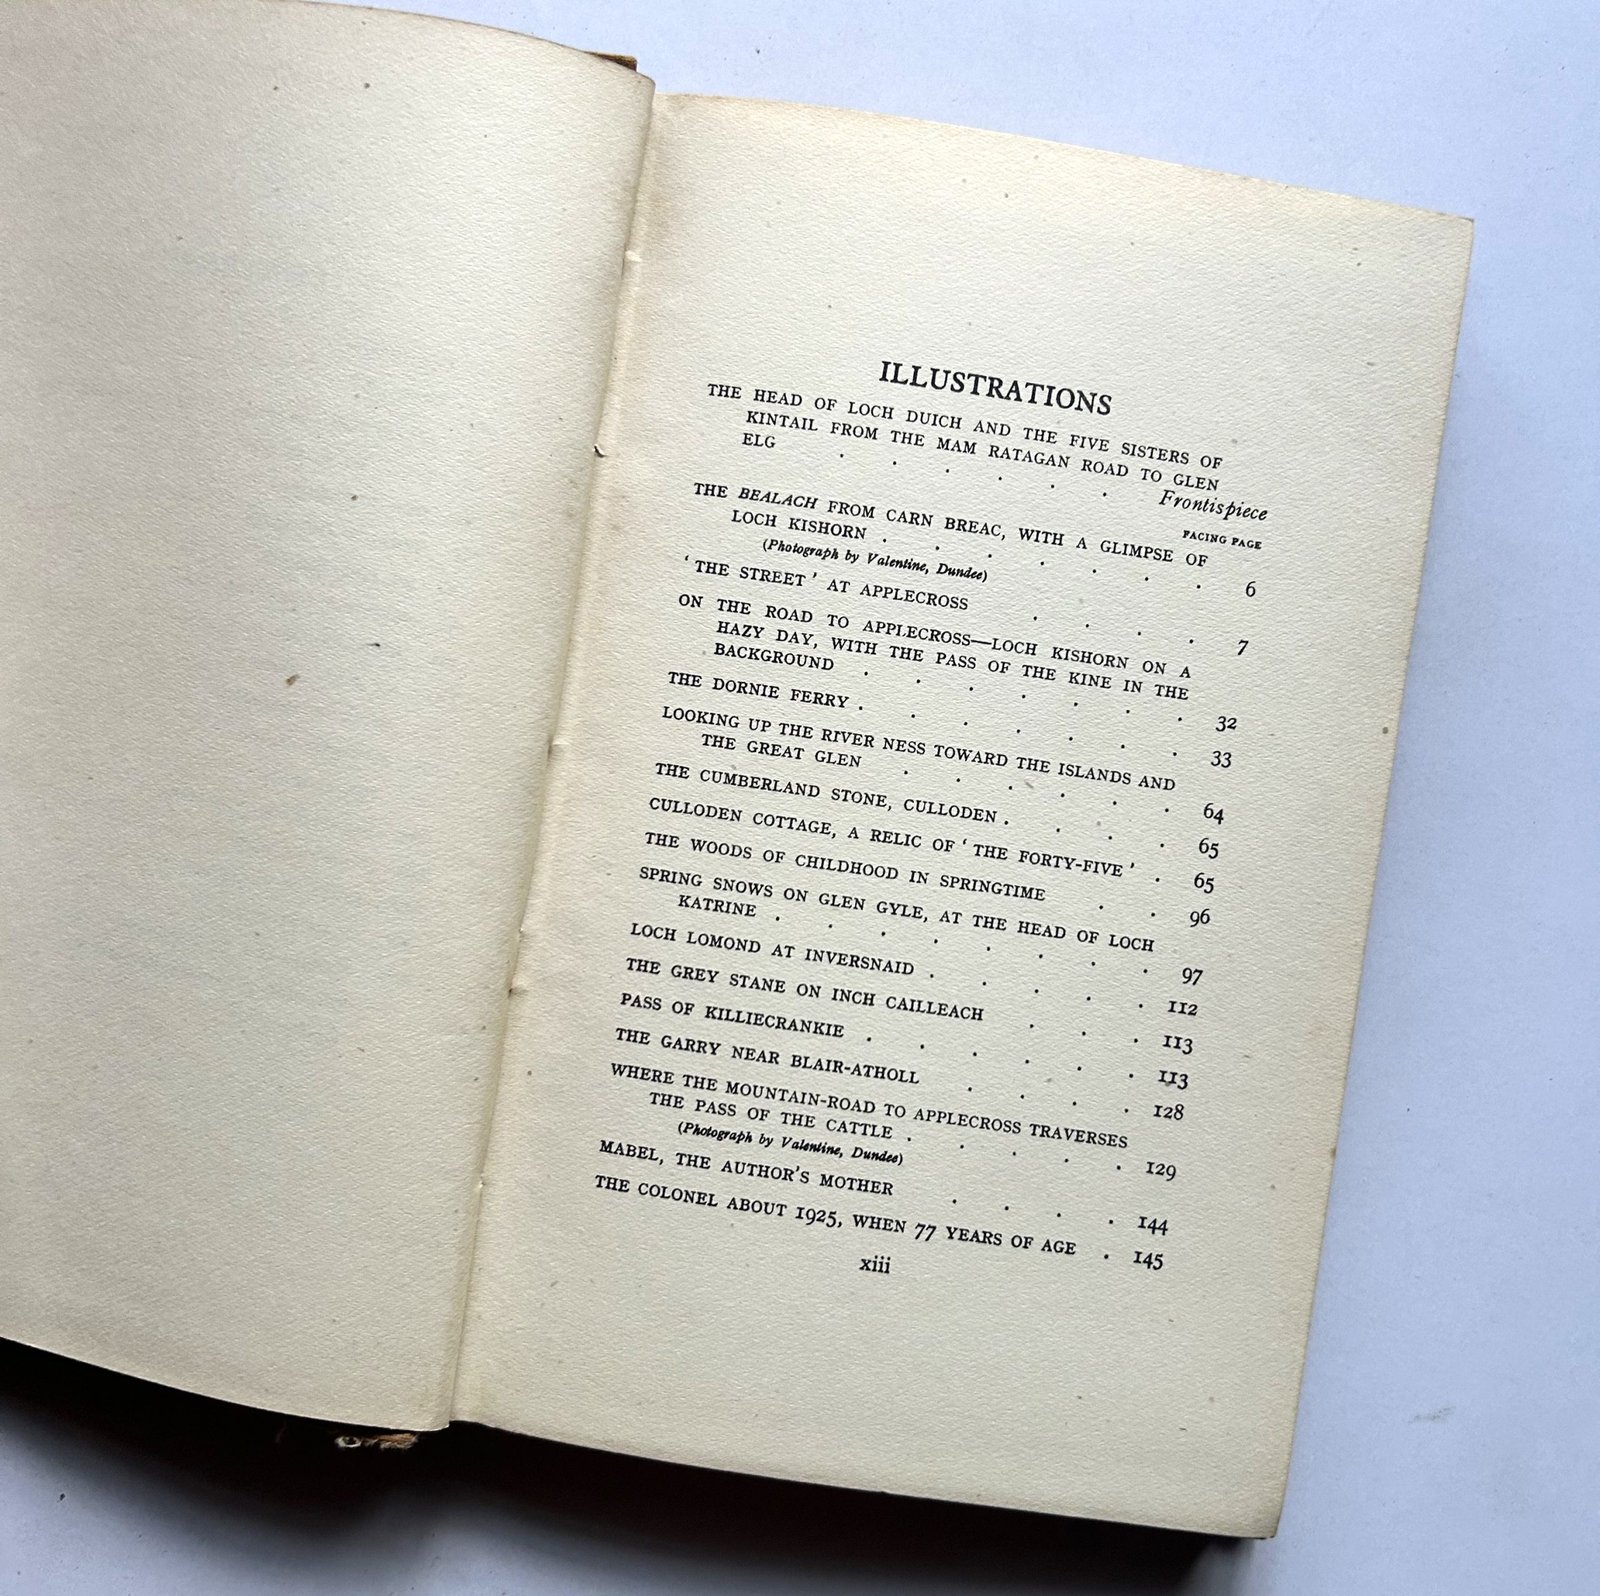 ILLUSTRATIONS
THE HEAD OF LOCH DUICH AND THE FIVE SISTERS OF
KINTAIL FROM THE MAM RATAGAN ROAD TO GLEN
ELG . . . . . . Frontispiece
FACING PAGE
THE BEALACH FROM CARN BREAC, WITH A GLIMPSE OF
LOCH KISHORN . . . . . . . 6
(Photograph by Valentine, Dundee)
‘THE STREET’ AT APPLECROSS . . . . 7
ON THE ROAD TO APPLECROSS—LOCH KISHORN ON A
HAZY DAY, WITH THE PASS OF THE KINE IN THE
BACKGROUND . . . . . . . 32
THE DORNIE FERRY . . . . . . . 33
LOOKING UP THE RIVER NESS TOWARD THE ISLANDS AND
THE GREAT GLEN . . . . . . 64
THE CUMBERLAND STONE, CULLODEN . . . . 65
CULLODEN COTTAGE, A RELIC OF ‘THE FORTY-FIVE’ . 65
THE WOODS OF CHILDHOOD IN SPRINGTIME . . 96
SPRING SNOWS ON GLEN GYLE, AT THE HEAD OF LOCH
KATRINE . . . . . . . . 97
LOCH LOMOND AT INVERSNAID . . . . . 112
THE GREY STANE ON INCH CAILLEACH . . . 113
PASS OF KILLIECRANKIE . . . . . . 113
THE GARRY NEAR BLAIR-ATHOLL . . . . 128
WHERE THE MOUNTAIN-ROAD TO APPLECROSS TRAVERSES
THE PASS OF THE CATTLE . . . . . 129
(Photograph by Valentine, Dundee)
MABEL, THE AUTHOR’S MOTHER . . . . 144
THE COLONEL ABOUT 1925, WHEN 77 YEARS OF AGE . 145
xiii